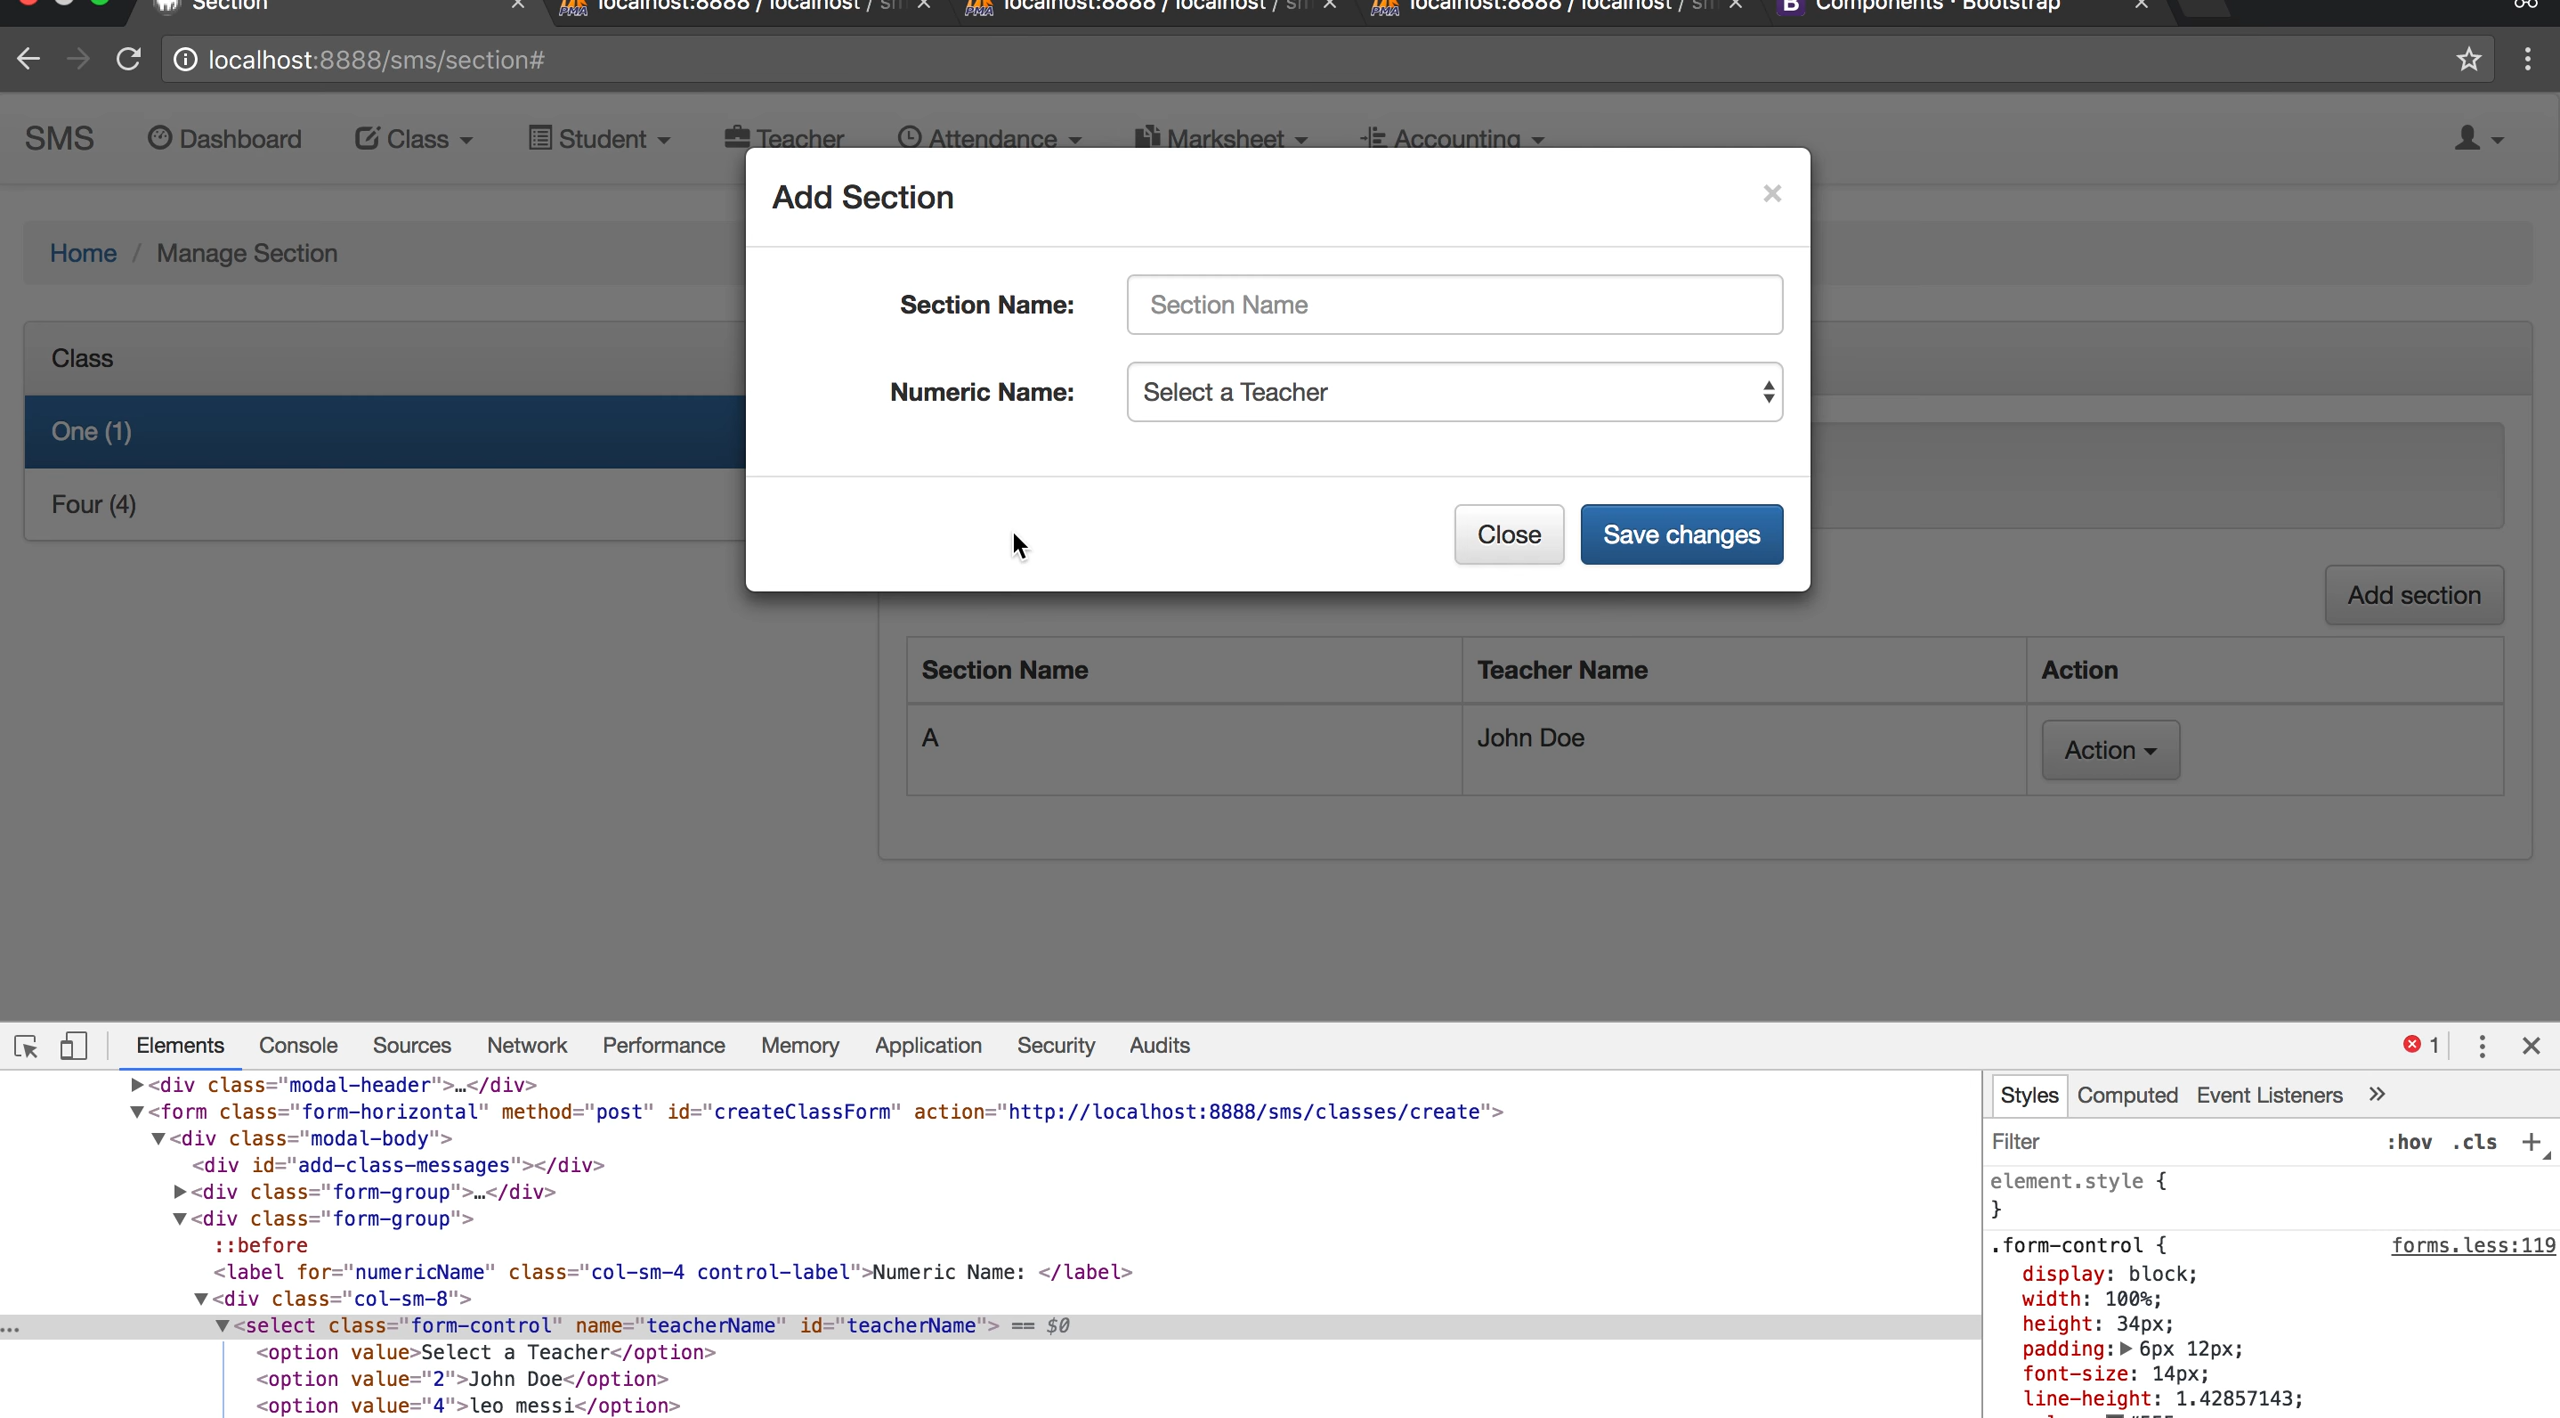 Section
localhost:8888 / localhost / sm
localhost:8888 / localhost / sm
localhost:8888 / localhost / sm
Components · Bootstrap
localhost:8888/sms/section#
SMS Dashboard Class Student Teacher Attendance Marksheet Accounting
Add Section ×
Home / Manage Section
Section Name: Section Name
Class
Numeric Name: Select a Teacher
One (1)
Four (4)
Close Save changes
Add section
Section Name Teacher Name Action
A John Doe Action
Elements Console Sources Network Performance Memory Application Security Audits 1
<div class="modal-header">…</div>
<form class="form-horizontal" method="post" id="createClassForm" action="http://localhost:8888/sms/classes/create">
<div class="modal-body">
<div id="add-class-messages"></div>
<div class="form-group">…</div>
<div class="form-group">
::before
<label for="numericName" class="col-sm-4 control-label">Numeric Name: </label>
<div class="col-sm-8">
<select class="form-control" name="teacherName" id="teacherName"> == $0
<option value>Select a Teacher</option>
<option value="2">John Doe</option>
<option value="4">leo messi</option>
Styles Computed Event Listeners »
Filter :hov .cls +
element.style {
}
.form-control { forms.less:119
display: block;
width: 100%;
height: 34px;
padding: 6px 12px;
font-size: 14px;
line-height: 1.42857143;